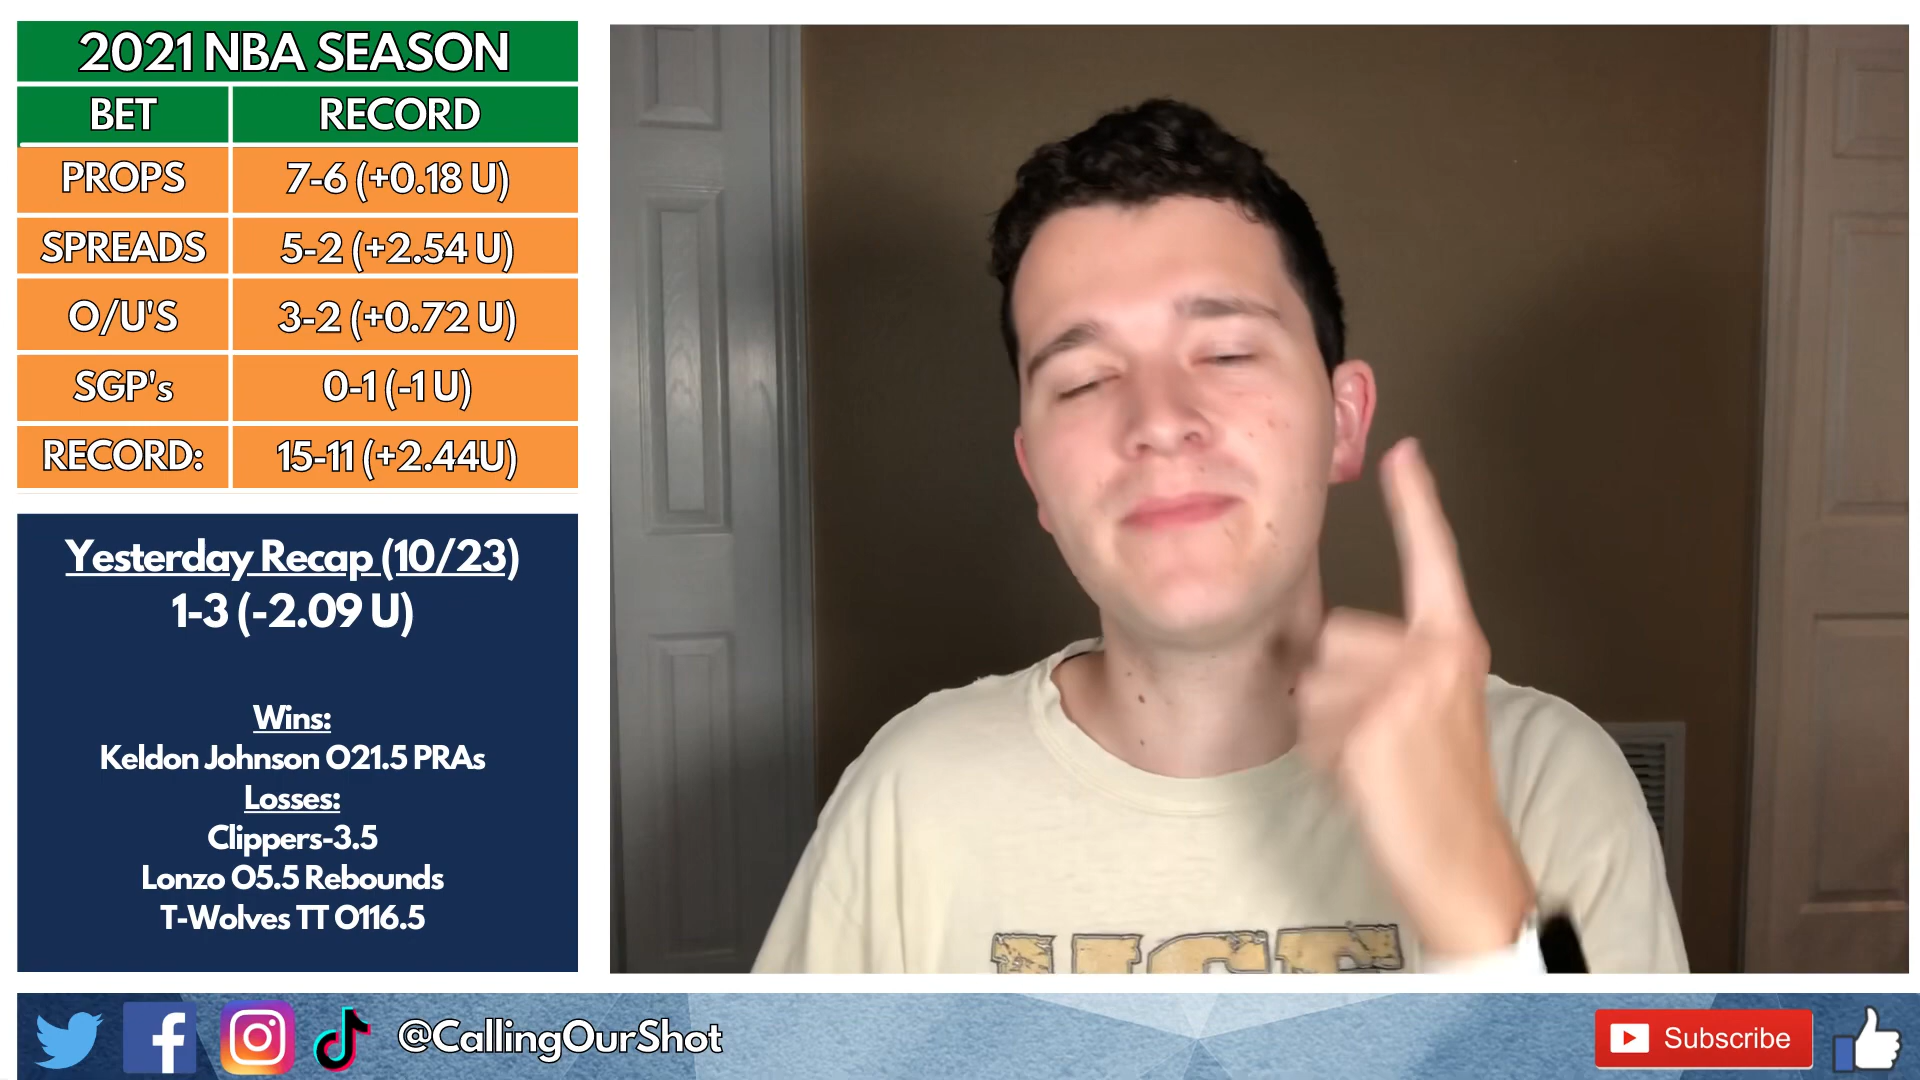 2021 NBA SEASON
BET RECORD
PROPS 7-6 (+0.18 U)
SPREADS 5-2 (+2.54 U)
O/U'S 3-2 (+0.72 U)
SGP's 0-1 (-1 U)
RECORD: 15-11 (+2.44U)
Yesterday Recap (10/23)
1-3 (-2.09 U)
Wins:
Keldon Johnson O21.5 PRAs
Losses:
Clippers-3.5
Lonzo O5.5 Rebounds
T-Wolves TT O116.5
UCF
@CallingOurShot
Subscribe